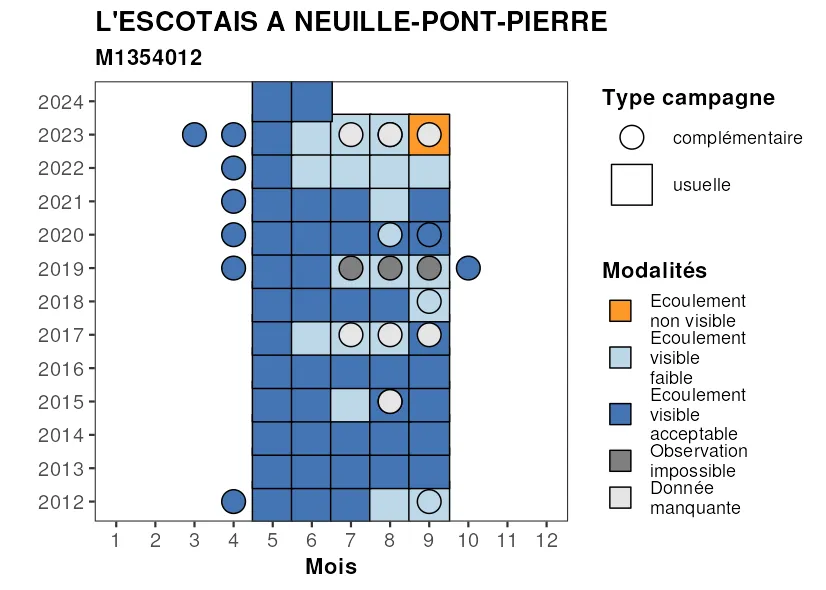 L'ESCOTAIS A NEUILLE-PONT-PIERRE
M1354012
2024
2023
2022
2021
2020
2019
2018
2017
2016
2015
2014
2013
2012
1 2 3 4 5 6 7 8 9 10 11 12
Mois
Type campagne
complémentaire
usuelle
Modalités
Ecoulement
non visible
Ecoulement
visible
faible
Ecoulement
visible
acceptable
Observation
impossible
Donnée
manquante